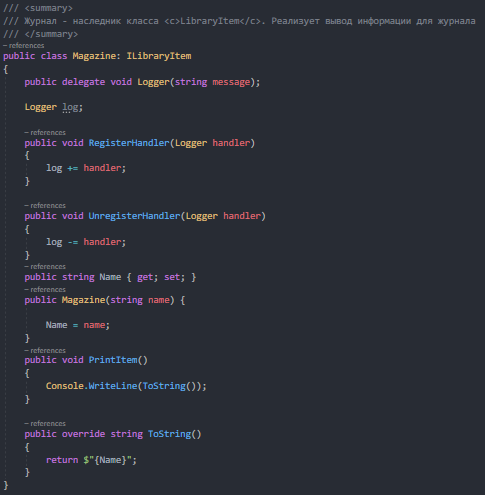 /// <summary>
/// Журнал - наследник класса <c>LibraryItem</c>. Реализует вывод информации для журнала
/// </summary>
– references
public class Magazine: ILibraryItem
{
public delegate void Logger(string message);
Logger log;
– references
public void RegisterHandler(Logger handler)
{
log += handler;
}
– references
public void UnregisterHandler(Logger handler)
{
log -= handler;
}
– references
public string Name { get; set; }
– references
public Magazine(string name) {
Name = name;
}
– references
public void PrintItem()
{
Console.WriteLine(ToString());
}
– references
public override string ToString()
{
return $"{Name}";
}
}